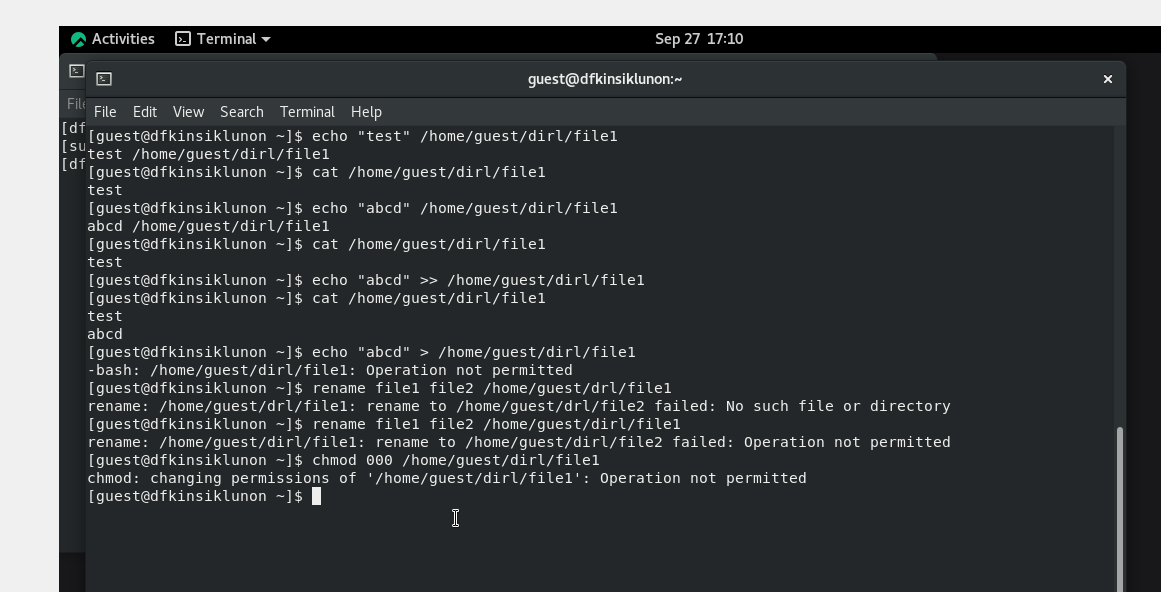 Activities Terminal Sep 27 17:10
guest@dfkinsiklunon:~
File Edit View Search Terminal Help
[guest@dfkinsiklunon ~]$ echo "test" /home/guest/dirl/file1
test /home/guest/dirl/file1
[guest@dfkinsiklunon ~]$ cat /home/guest/dirl/file1
test
[guest@dfkinsiklunon ~]$ echo "abcd" /home/guest/dirl/file1
abcd /home/guest/dirl/file1
[guest@dfkinsiklunon ~]$ cat /home/guest/dirl/file1
test
[guest@dfkinsiklunon ~]$ echo "abcd" >> /home/guest/dirl/file1
[guest@dfkinsiklunon ~]$ cat /home/guest/dirl/file1
test
abcd
[guest@dfkinsiklunon ~]$ echo "abcd" > /home/guest/dirl/file1
-bash: /home/guest/dirl/file1: Operation not permitted
[guest@dfkinsiklunon ~]$ rename file1 file2 /home/guest/drl/file1
rename: /home/guest/drl/file1: rename to /home/guest/drl/file2 failed: No such file or directory
[guest@dfkinsiklunon ~]$ rename file1 file2 /home/guest/dirl/file1
rename: /home/guest/dirl/file1: rename to /home/guest/dirl/file2 failed: Operation not permitted
[guest@dfkinsiklunon ~]$ chmod 000 /home/guest/dirl/file1
chmod: changing permissions of '/home/guest/dirl/file1': Operation not permitted
[guest@dfkinsiklunon ~]$
File
[df
[su
[df